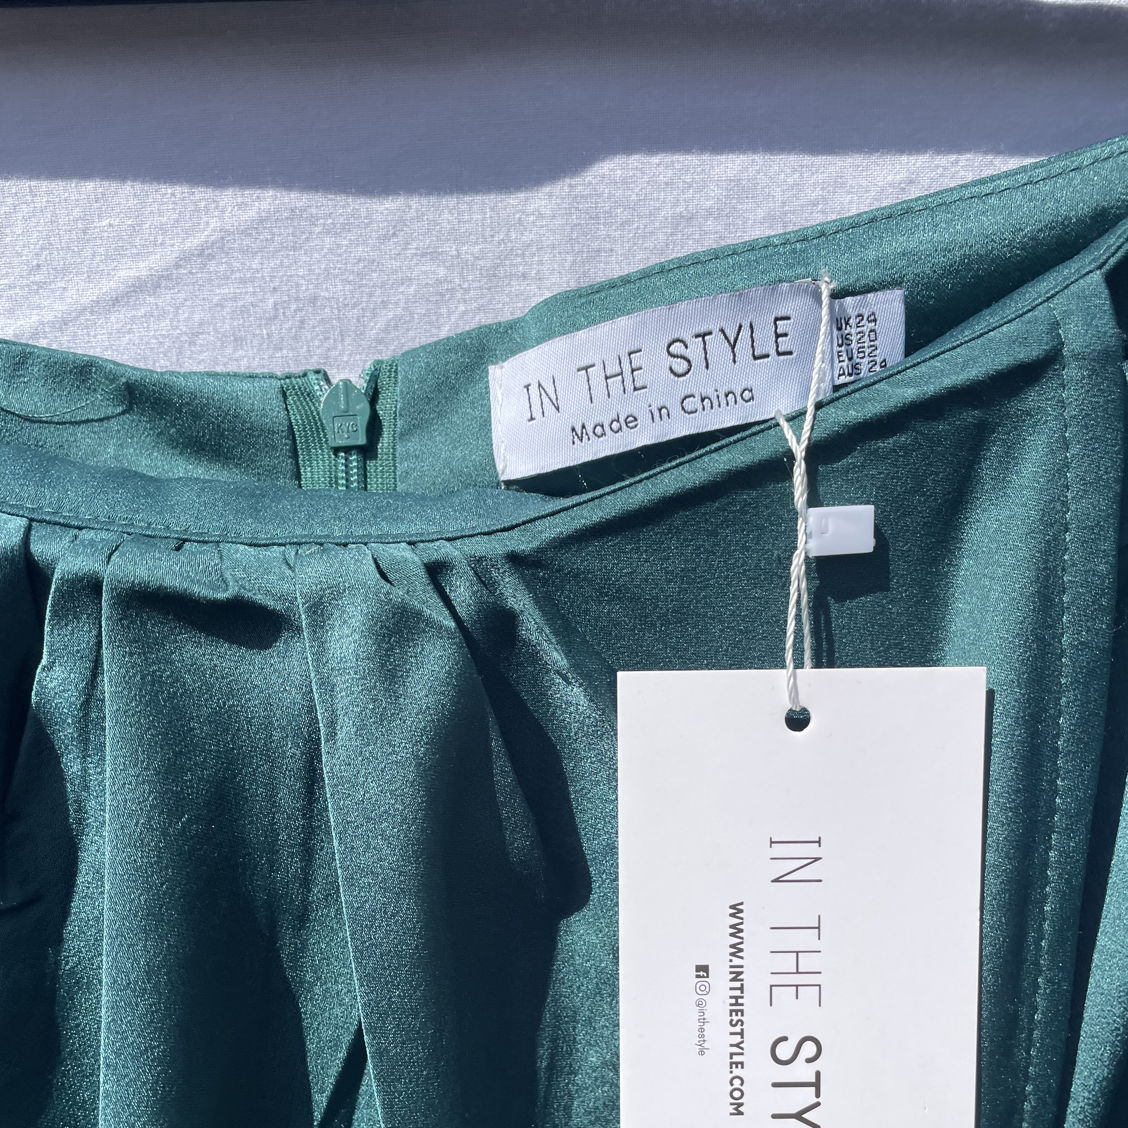 IN THE STYLE
Made in China
UK 24
US 20
EU 52
AUS 24
KYC
IN THE STY
WWW.INTHESTYLE.COM
@inthestyle